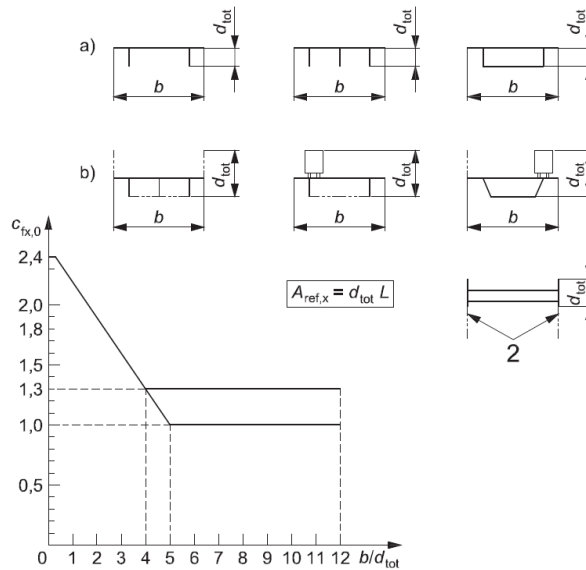 a)
d_tot
d_tot
d_tot
b
b
b
b)
d_tot
d_tot
d_tot
b
b
b
c_fx,0
2,4
2,0
1,8
1,5
1,3
1,0
0,5
0 1 2 3 4 5 6 7 8 9 10 11 12 b/d_tot
A_ref,x = d_tot L
d_tot
2